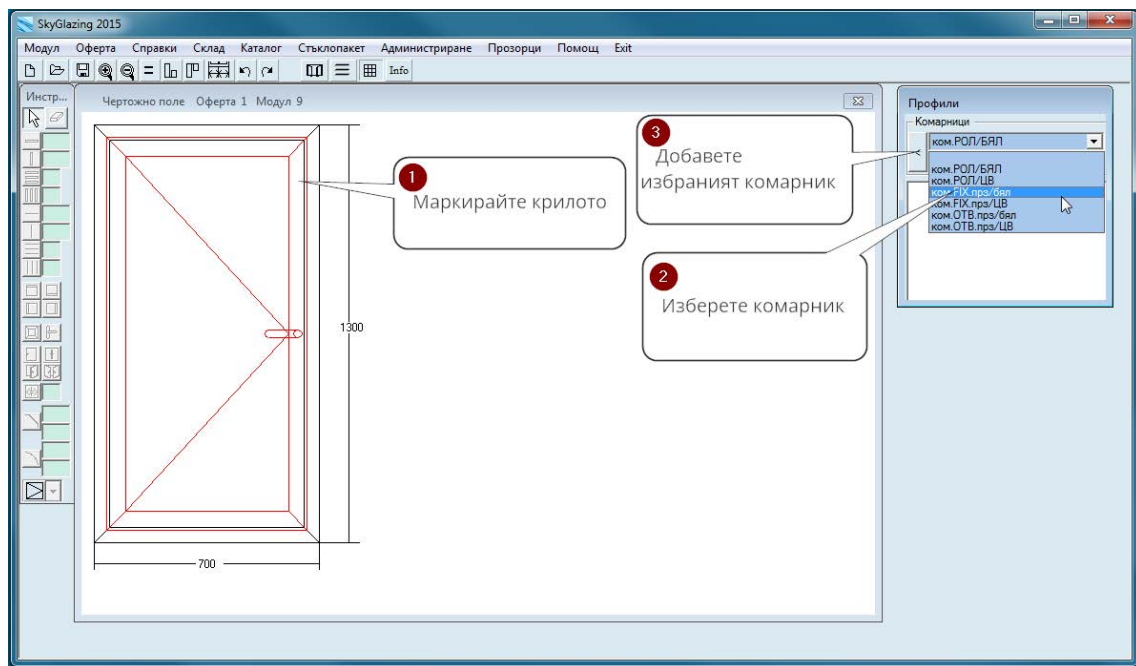 SkyGlazing 2015
Модул Оферта Справки Склад Каталог Стъклопакет Администриране Прозорци Помощ Exit
Info
Инстр...
Чертожно поле Оферта 1 Модул 9
Профили
Комарници
ком.РОЛ/БЯЛ
<
ком.РОЛ/БЯЛ
ком.РОЛ/ЦВ
ком.FIX.прз/бял
ком.FIX.прз/ЦВ
ком.ОТВ.прз/бял
ком.ОТВ.прз/ЦВ
1
Маркирайте крилото
3
Добавете
избраният комарник
2
Изберете комарник
1300
700